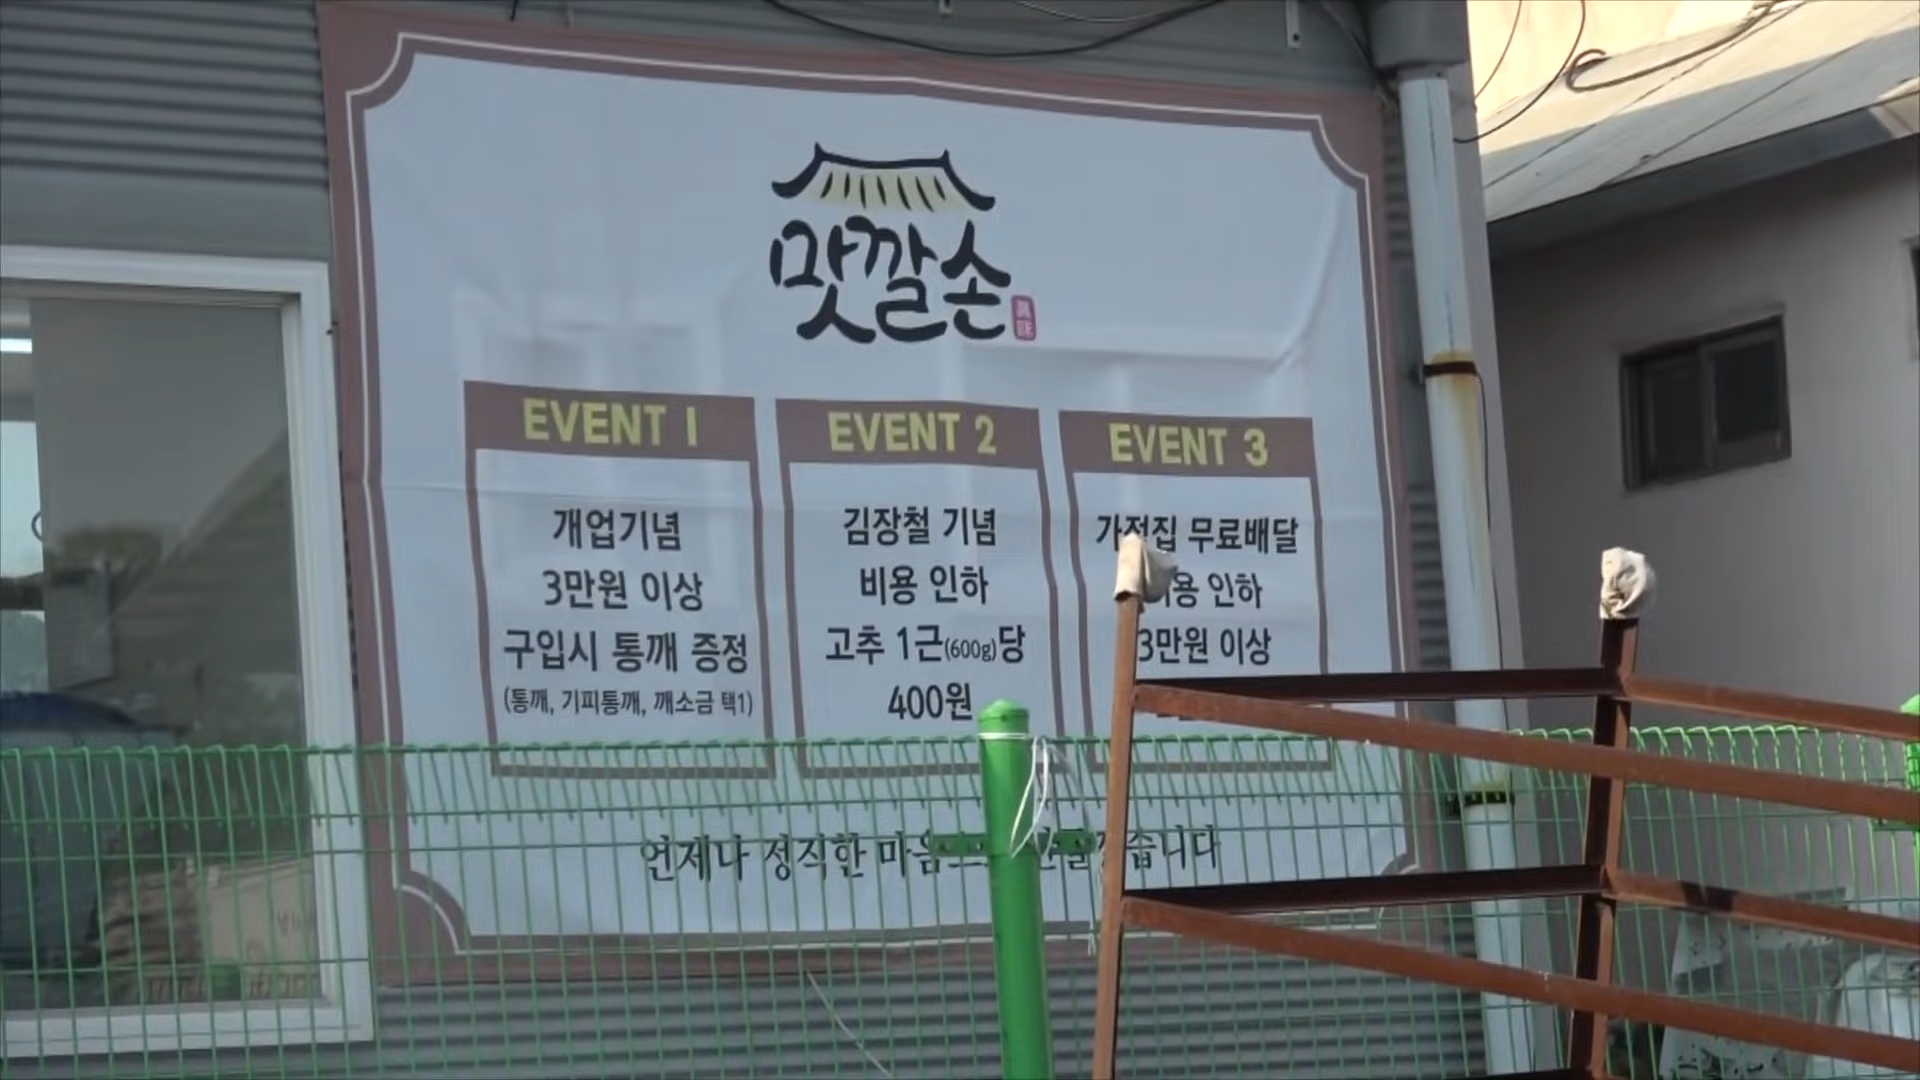 맛깔손
EVENT 1
개업기념
3만원 이상
구입시 통깨 증정
(통깨, 기피통깨, 깨소금 택1)
EVENT 2
김장철 기념
비용 인하
고추 1근(600g)당
400원
EVENT 3
무료배달
인하
3만원 이상
언제나 정직한